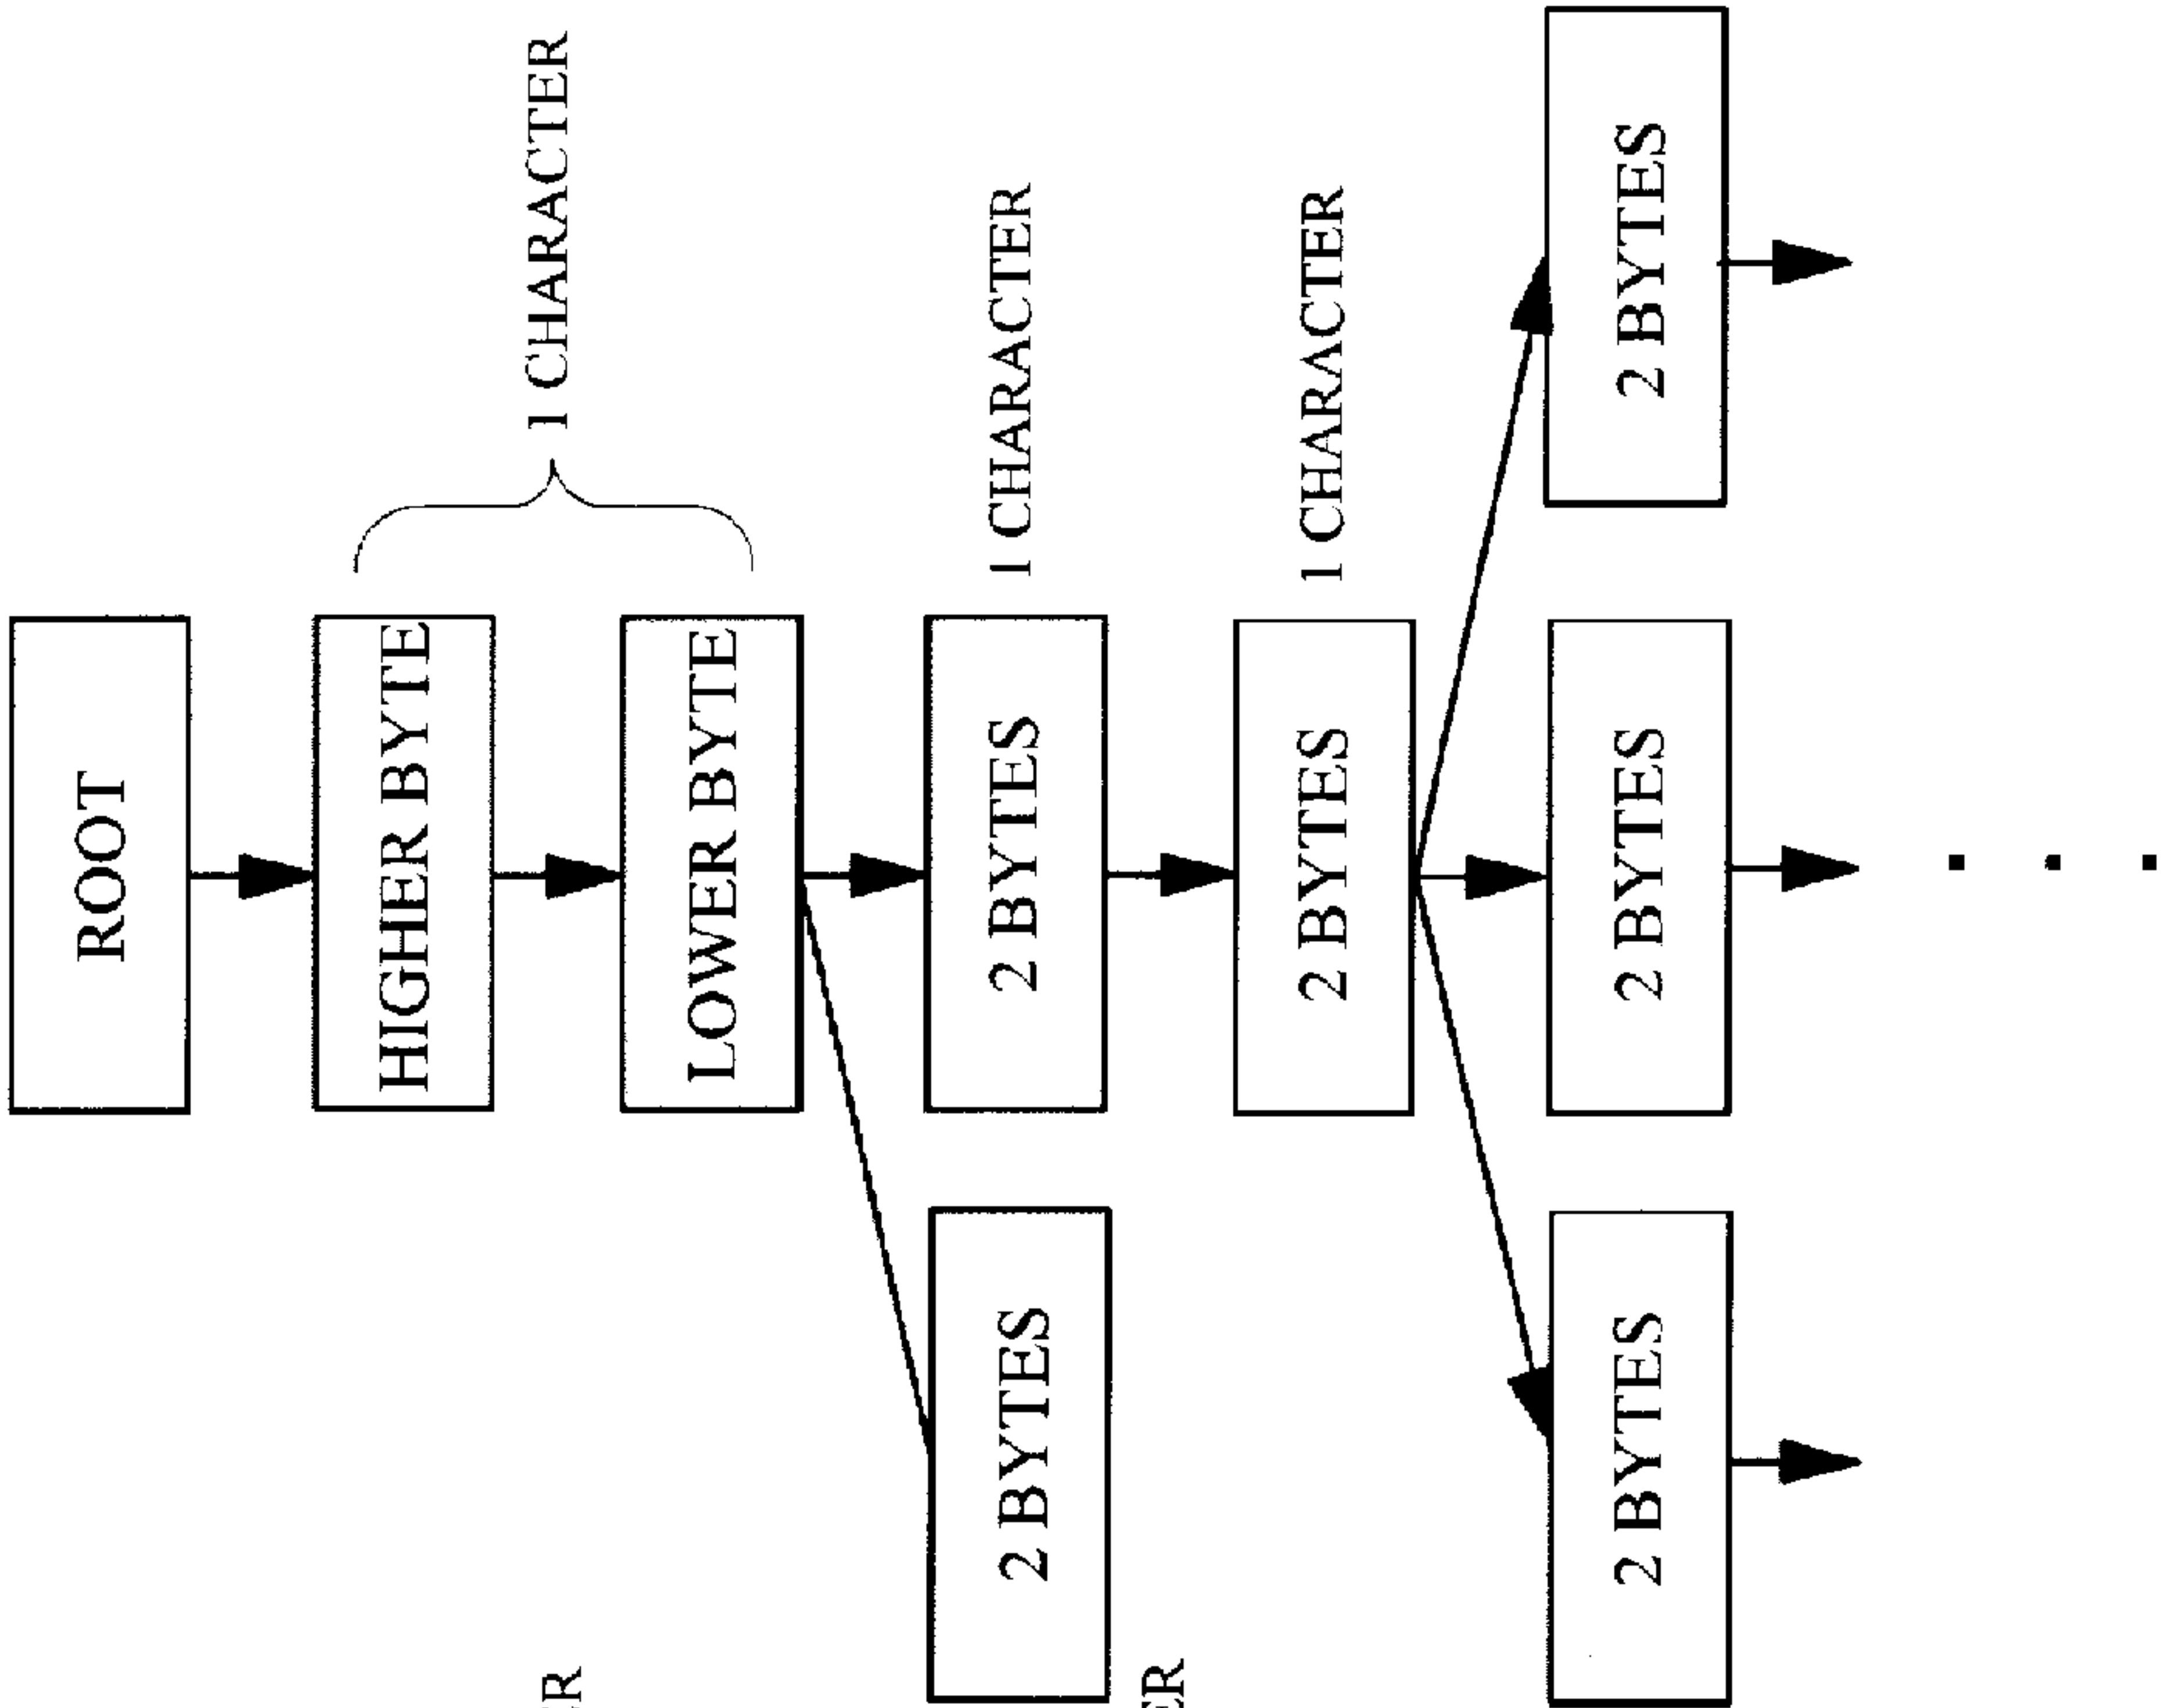 ROOT
HIGHER BYTE
1 CHARACTER
LOWER BYTE
2 BYTES
2 BYTES
1 CHARACTER
2 BYTES
1 CHARACTER
2 BYTES
2 BYTES
2 BYTES